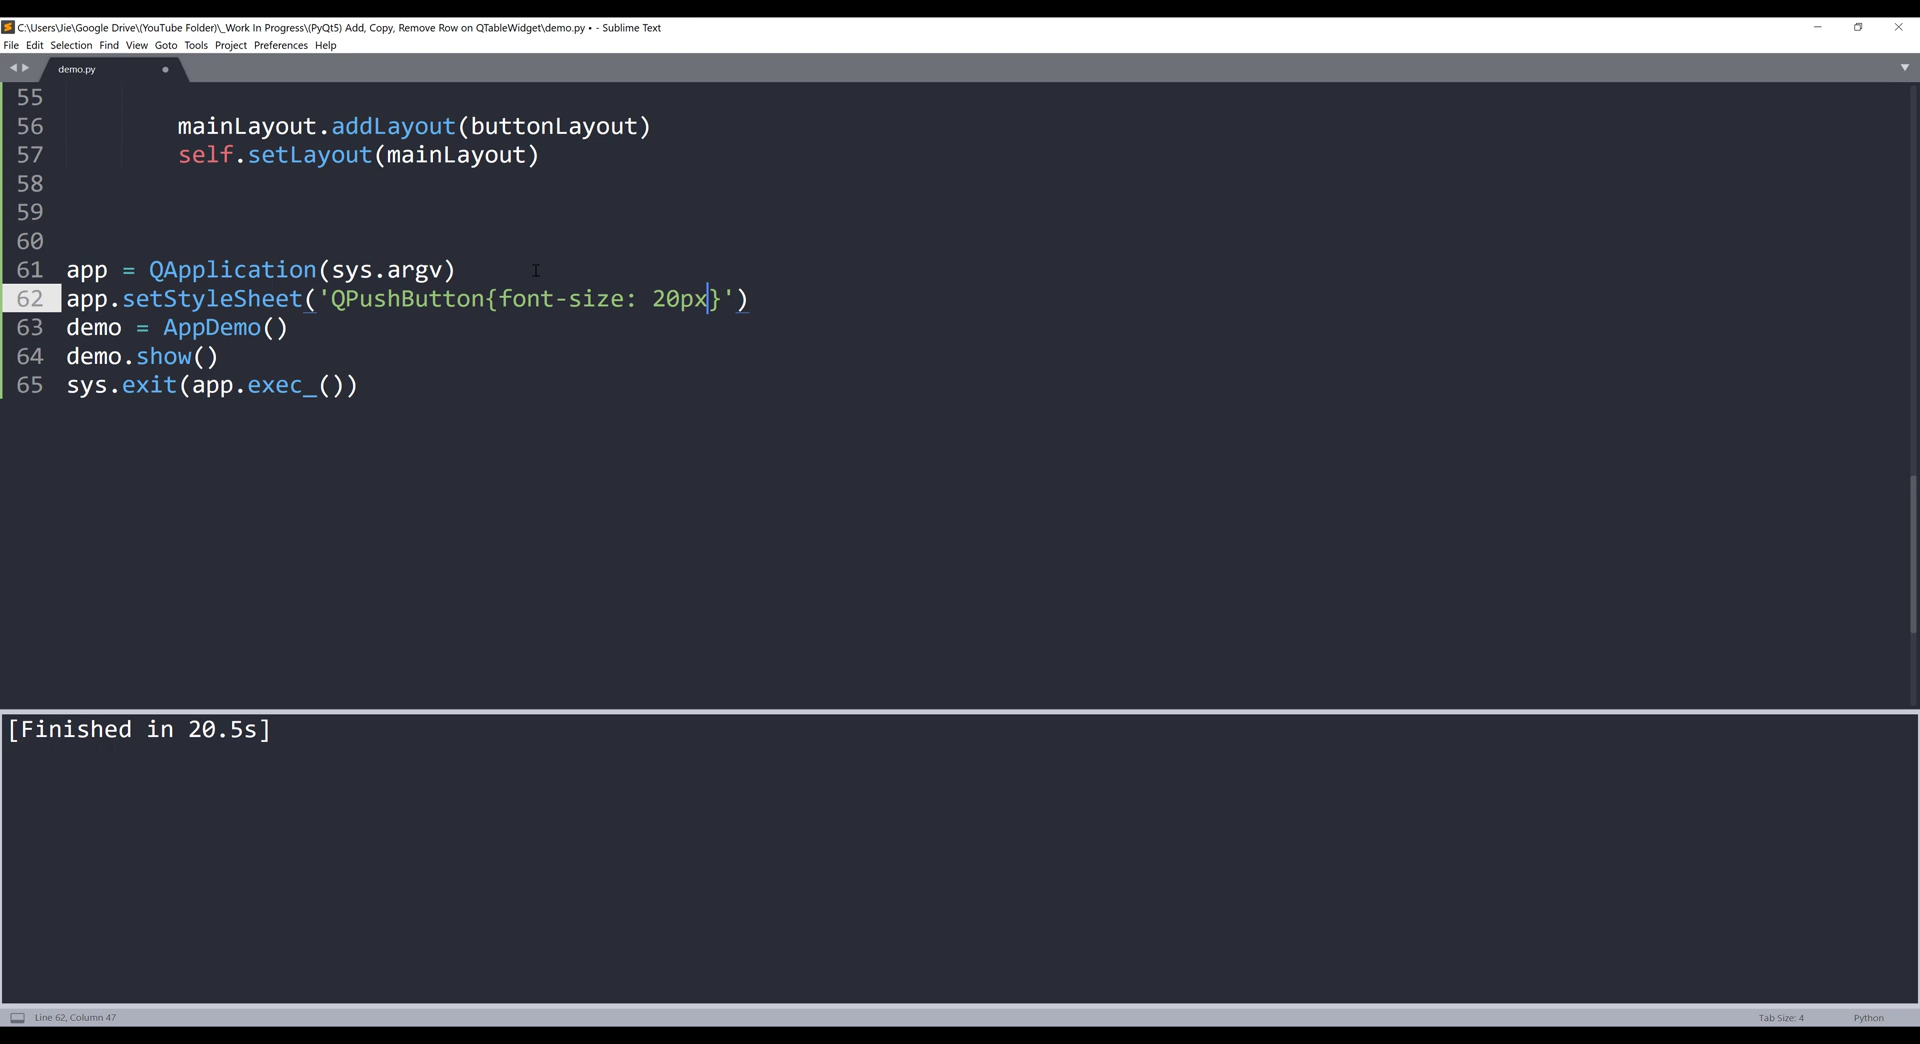 C:\Users\Jie\Google Drive\(YouTube Folder)\_Work In Progress\(PyQt5) Add, Copy, Remove Row on QTableWidget\demo.py • - Sublime Text
File Edit Selection Find View Goto Tools Project Preferences Help
demo.py
55
56 mainLayout.addLayout(buttonLayout)
57 self.setLayout(mainLayout)
58
59
60
61 app = QApplication(sys.argv)
62 app.setStyleSheet('QPushButton{font-size: 20px}')
63 demo = AppDemo()
64 demo.show()
65 sys.exit(app.exec_())
[Finished in 20.5s]
Line 62, Column 47 Tab Size: 4 Python